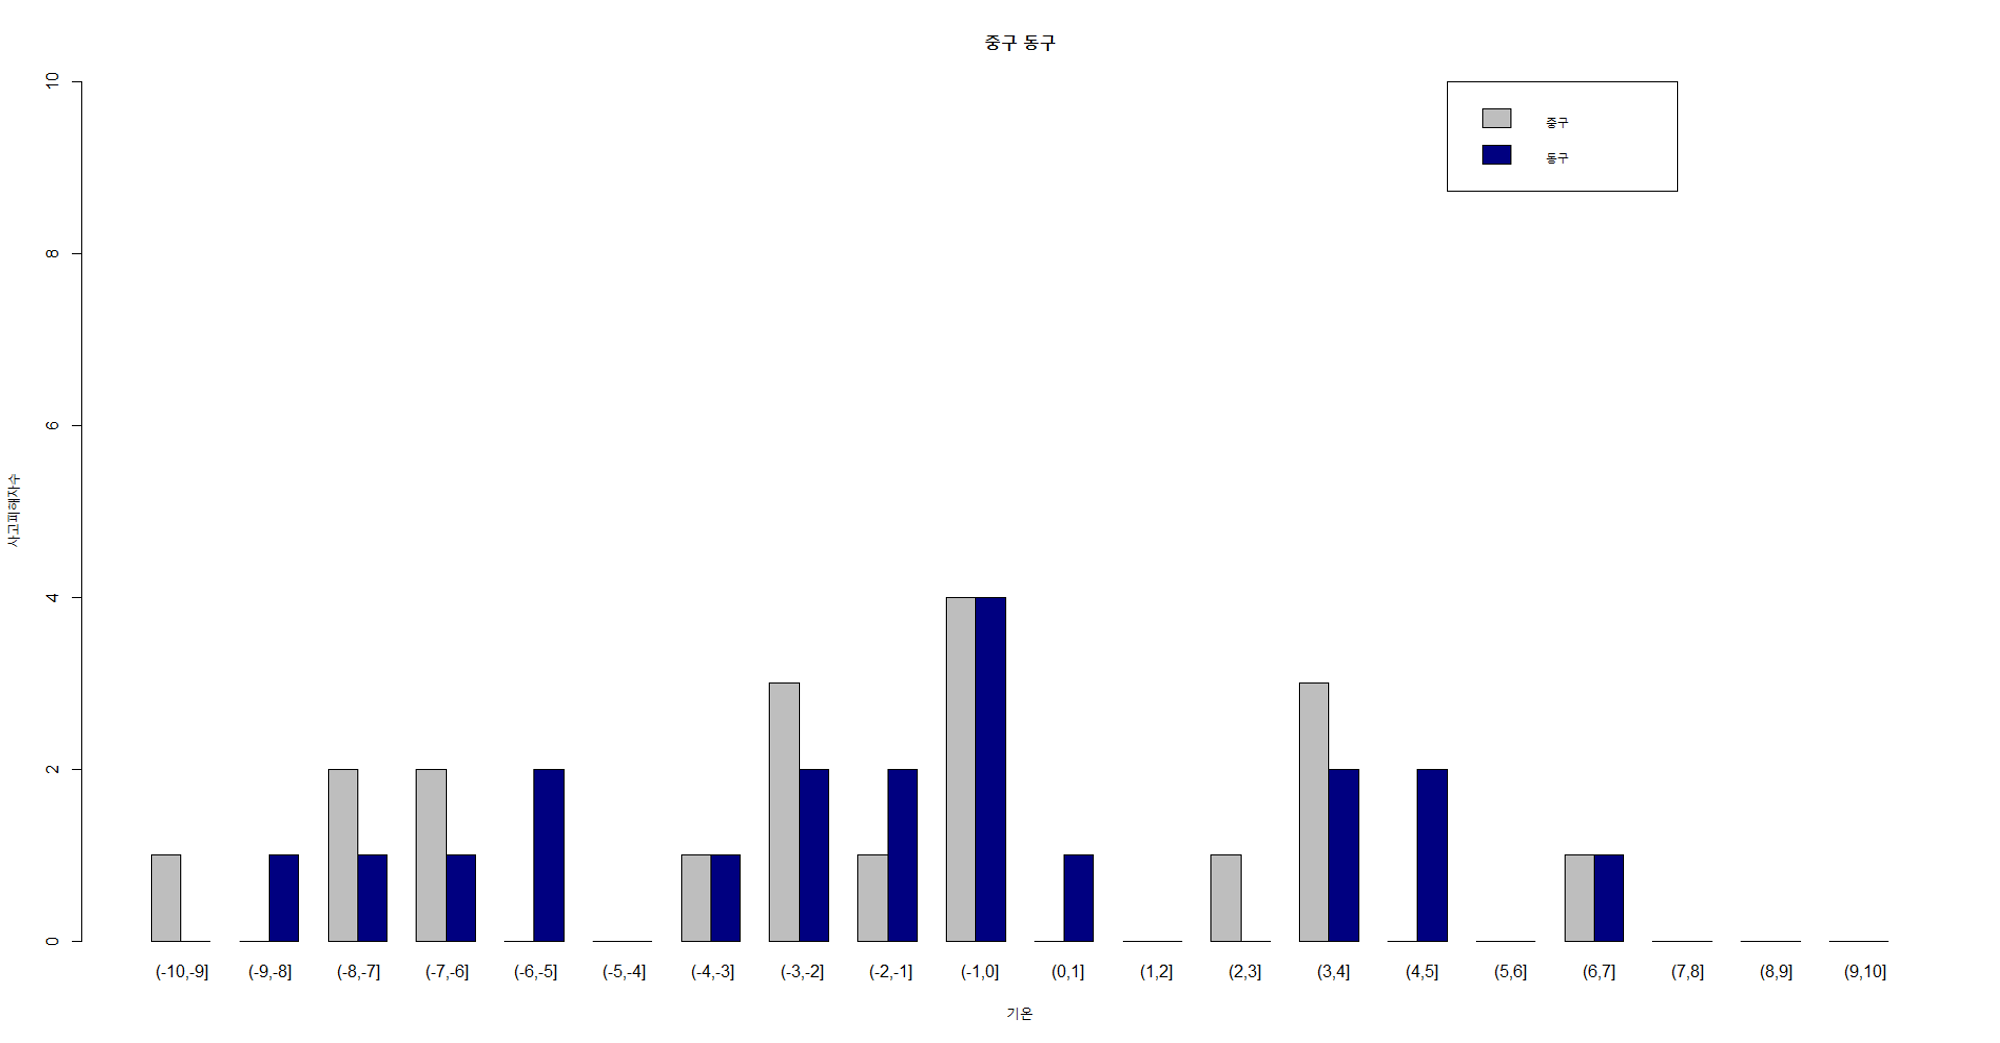 중구 동구
중구
동구
10
8
6
4
2
0
사고피해자수
(-10,-9] (-9,-8] (-8,-7] (-7,-6] (-6,-5] (-5,-4] (-4,-3] (-3,-2] (-2,-1] (-1,0] (0,1] (1,2] (2,3] (3,4] (4,5] (5,6] (6,7] (7,8] (8,9] (9,10]
기온